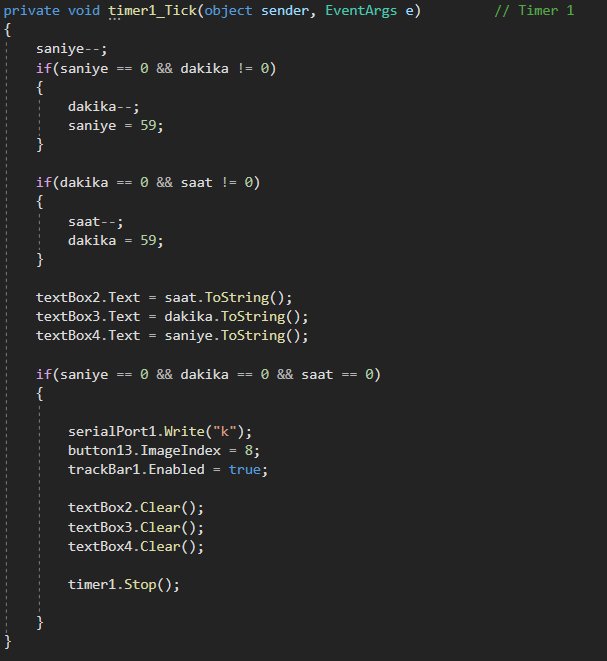 private void timer1_Tick(object sender, EventArgs e)         // Timer 1
{
    saniye--;
    if(saniye == 0 && dakika != 0)
    {
        dakika--;
        saniye = 59;
    }

    if(dakika == 0 && saat != 0)
    {
        saat--;
        dakika = 59;
    }

    textBox2.Text = saat.ToString();
    textBox3.Text = dakika.ToString();
    textBox4.Text = saniye.ToString();

    if(saniye == 0 && dakika == 0 && saat == 0)
    {

        serialPort1.Write("k");
        button13.ImageIndex = 8;
        trackBar1.Enabled = true;

        textBox2.Clear();
        textBox3.Clear();
        textBox4.Clear();

        timer1.Stop();

    }
}